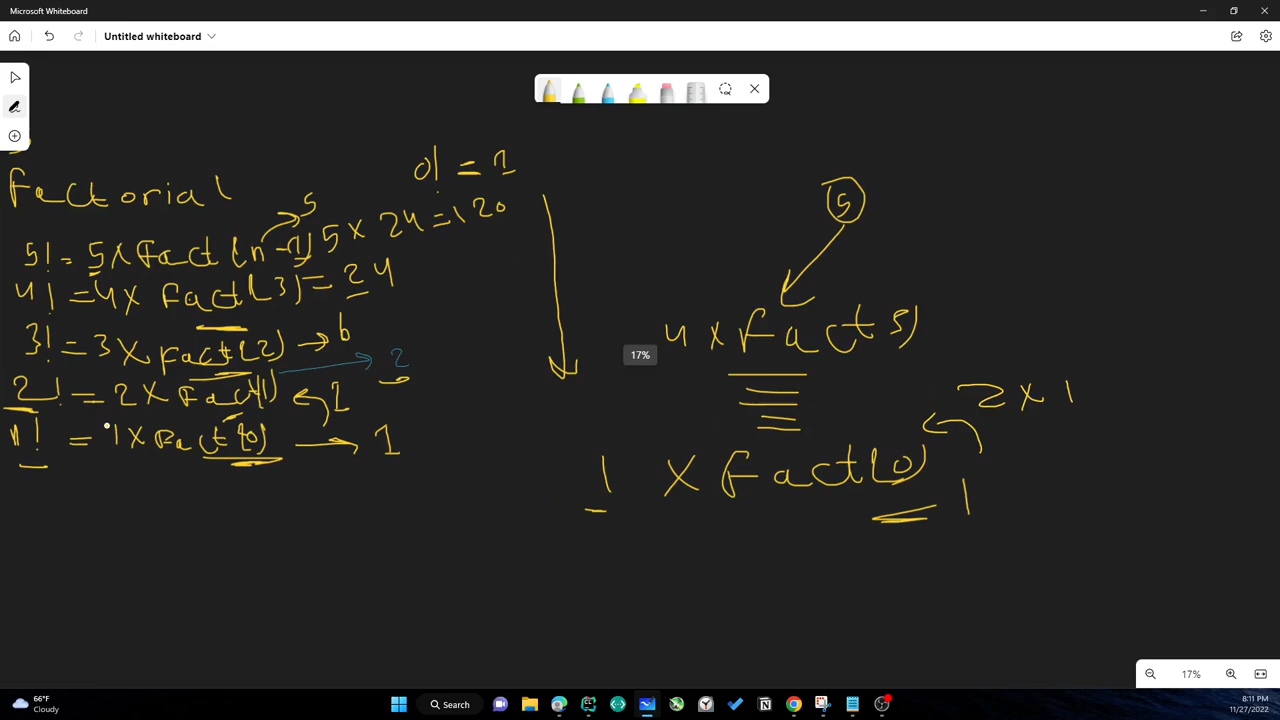 Microsoft Whiteboard
Untitled whiteboard
0! = 1
Factorial
5
5! = 5 x Fact(n-1) 5 x 24 = 120
4! = 4 x Fact(3) = 24
3! = 3 x Fact(2) → 6
2
2! = 2 x Fact(1) 1
1! = 1 x Fact(0) → 1
5
4 x Fact 5)
17%
2 x 1
1 x Fact(0)
1
17%
66°F
Cloudy
Search
8:11 PM
11/27/2022